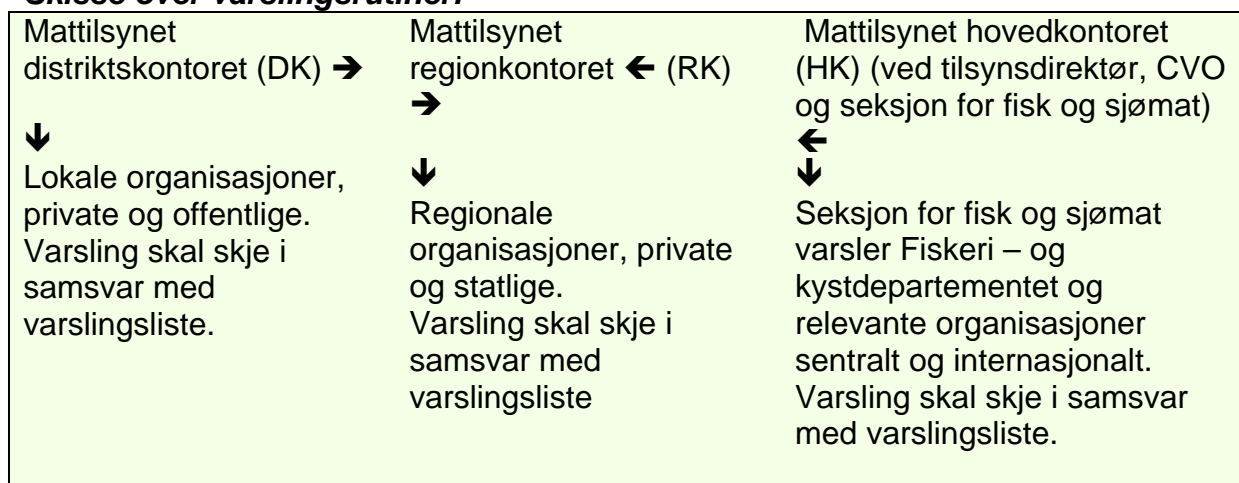 Skisse over varslingsrutiner:
Mattilsynet
distriktskontoret (DK) ➔
🡻
Lokale organisasjoner,
private og offentlige.
Varsling skal skje i
samsvar med
varslingsliste.
Mattilsynet
regionkontoret 🡸 (RK)
➔
🡻
Regionale
organisasjoner, private
og statlige.
Varsling skal skje i
samsvar med
varslingsliste
Mattilsynet hovedkontoret
(HK) (ved tilsynsdirektør, CVO
og seksjon for fisk og sjømat)
🡸
🡻
Seksjon for fisk og sjømat
varsler Fiskeri – og
kystdepartementet og
relevante organisasjoner
sentralt og internasjonalt.
Varsling skal skje i samsvar
med varslingsliste.